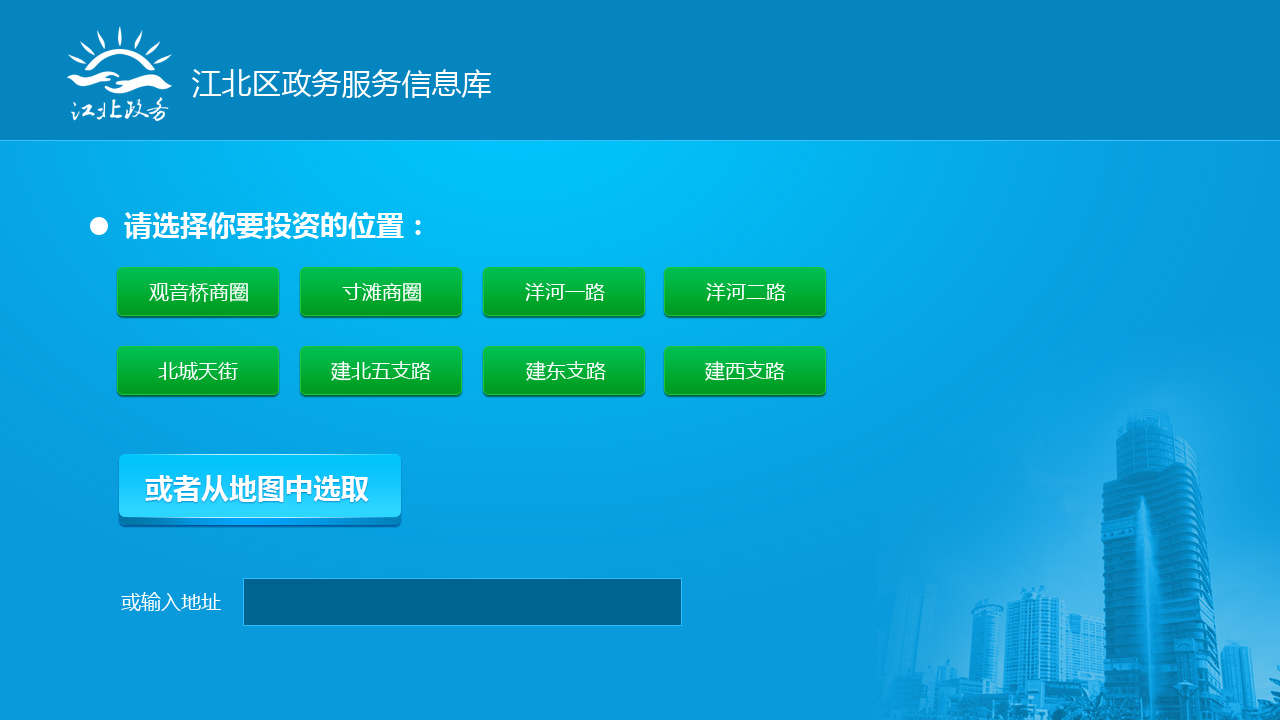 江北政务
江北区政务服务信息库
请选择你要投资的位置：
观音桥商圈
寸滩商圈
洋河一路
洋河二路
北城天街
建北五支路
建东支路
建西支路
或者从地图中选取
或输入地址